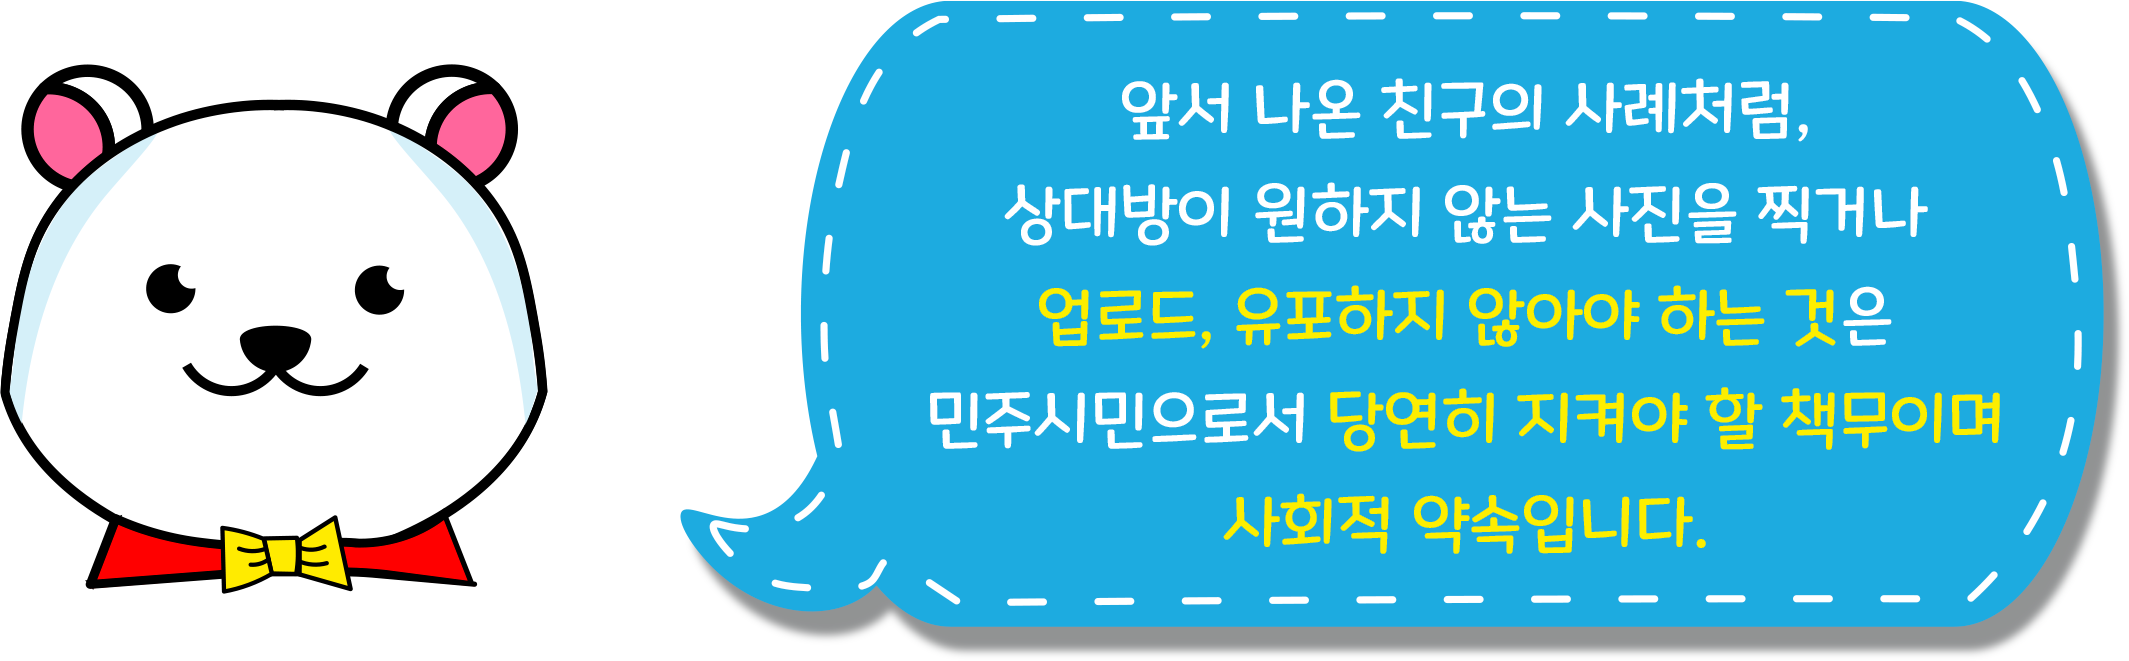 앞서 나온 친구의 사례처럼,
상대방이 원하지 않는 사진을 찍거나
업로드, 유포하지 않아야 하는 것은
민주시민으로서 당연히 지켜야 할 책무이며
사회적 약속입니다.